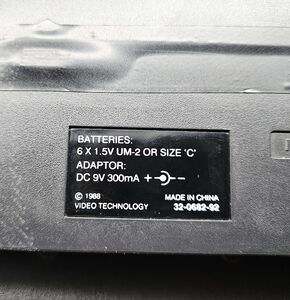 BATTERIES:
6 X 1.5V UM-2 OR SIZE 'C'
ADAPTOR:
DC 9V 300mA
© 1988
VIDEO TECHNOLOGY
MADE IN CHINA
32-0682-92